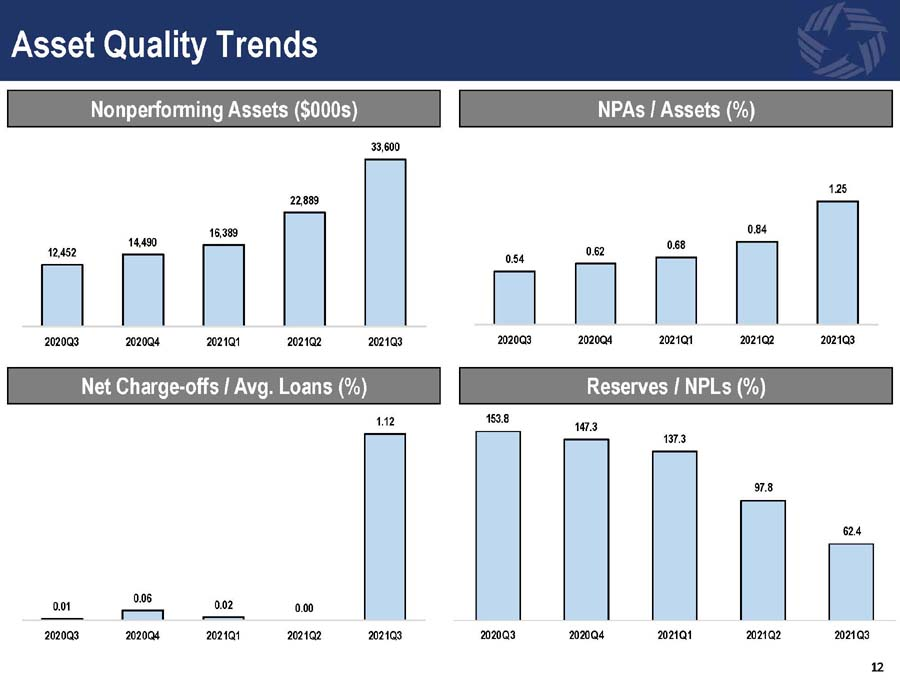 Asset Quality Trends
Nonperforming Assets ($000s)
33,600
22,889
16,389
14,490
12,452
2020Q3 2020Q4 2021Q1 2021Q2 2021Q3
NPAs / Assets (%)
1.25
0.84
0.68
0.62
0.54
2020Q3 2020Q4 2021Q1 2021Q2 2021Q3
Net Charge-offs / Avg. Loans (%)
1.12
0.06
0.01
0.02
0.00
2020Q3 2020Q4 2021Q1 2021Q2 2021Q3
Reserves / NPLs (%)
153.8
147.3
137.3
97.8
62.4
2020Q3 2020Q4 2021Q1 2021Q2 2021Q3
12